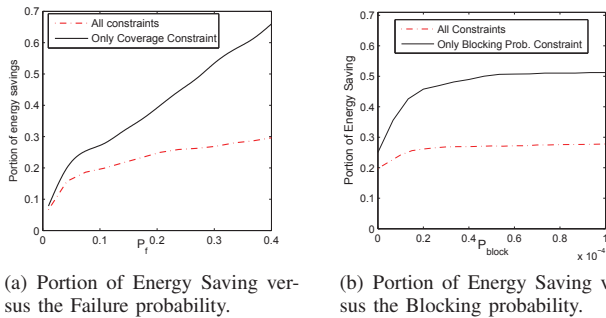 All constraints
Only Coverage Constraint
Portion of energy savings
0.7
0.6
0.5
0.4
0.3
0.2
0.1
0
0
0.1
0.2
0.3
0.4
P_f
(a) Portion of Energy Saving ver-
sus the Failure probability.
All Constraints
Only Blocking Prob. Constraint
Portion of Energy Saving
0.7
0.6
0.5
0.4
0.3
0.2
0.1
0
0
0.2
0.4
0.6
0.8
1
P_block
x 10^-4
(b) Portion of Energy Saving v
sus the Blocking probability.